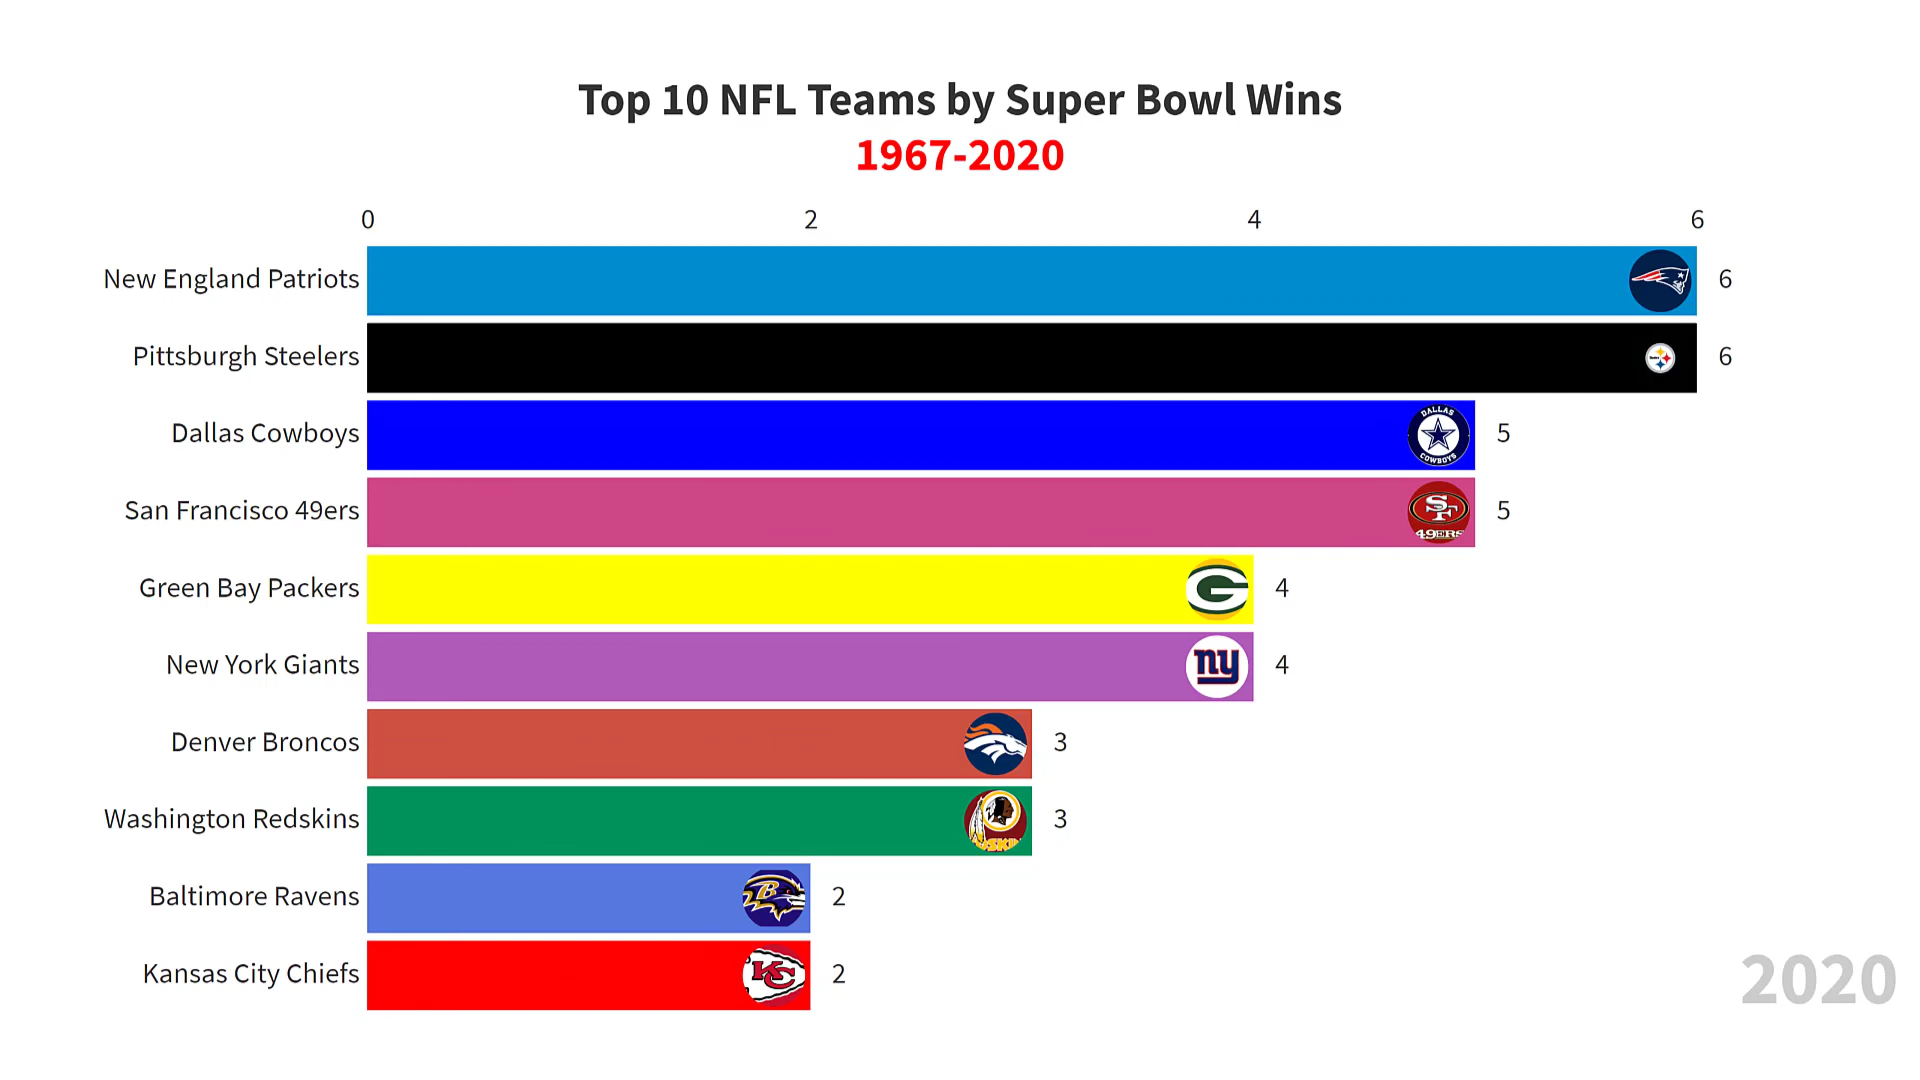 Top 10 NFL Teams by Super Bowl Wins
1967-2020
0 2 4 6
New England Patriots 6
Pittsburgh Steelers 6
Dallas Cowboys 5
DALLAS
COWBOYS
San Francisco 49ers 5
SF
49ERS
Green Bay Packers 4
G
New York Giants 4
ny
Denver Broncos 3
Washington Redskins 3
Baltimore Ravens 2
B
Kansas City Chiefs 2
KC
2020